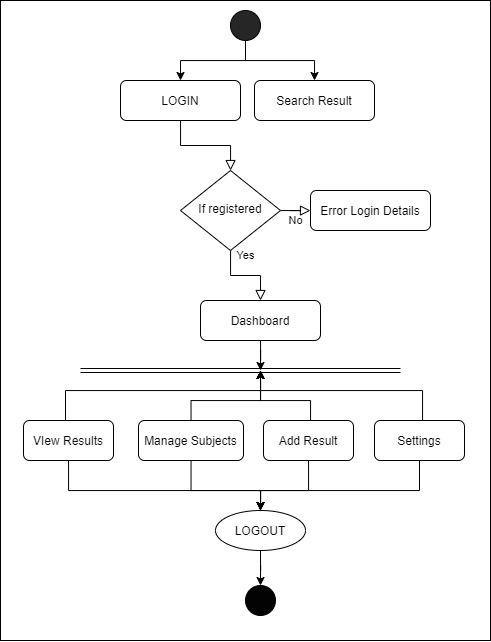 LOGIN
Search Result
If registered
No
Error Login Details
Yes
Dashboard
VIew Results
Manage Subjects
Add Result
Settings
LOGOUT